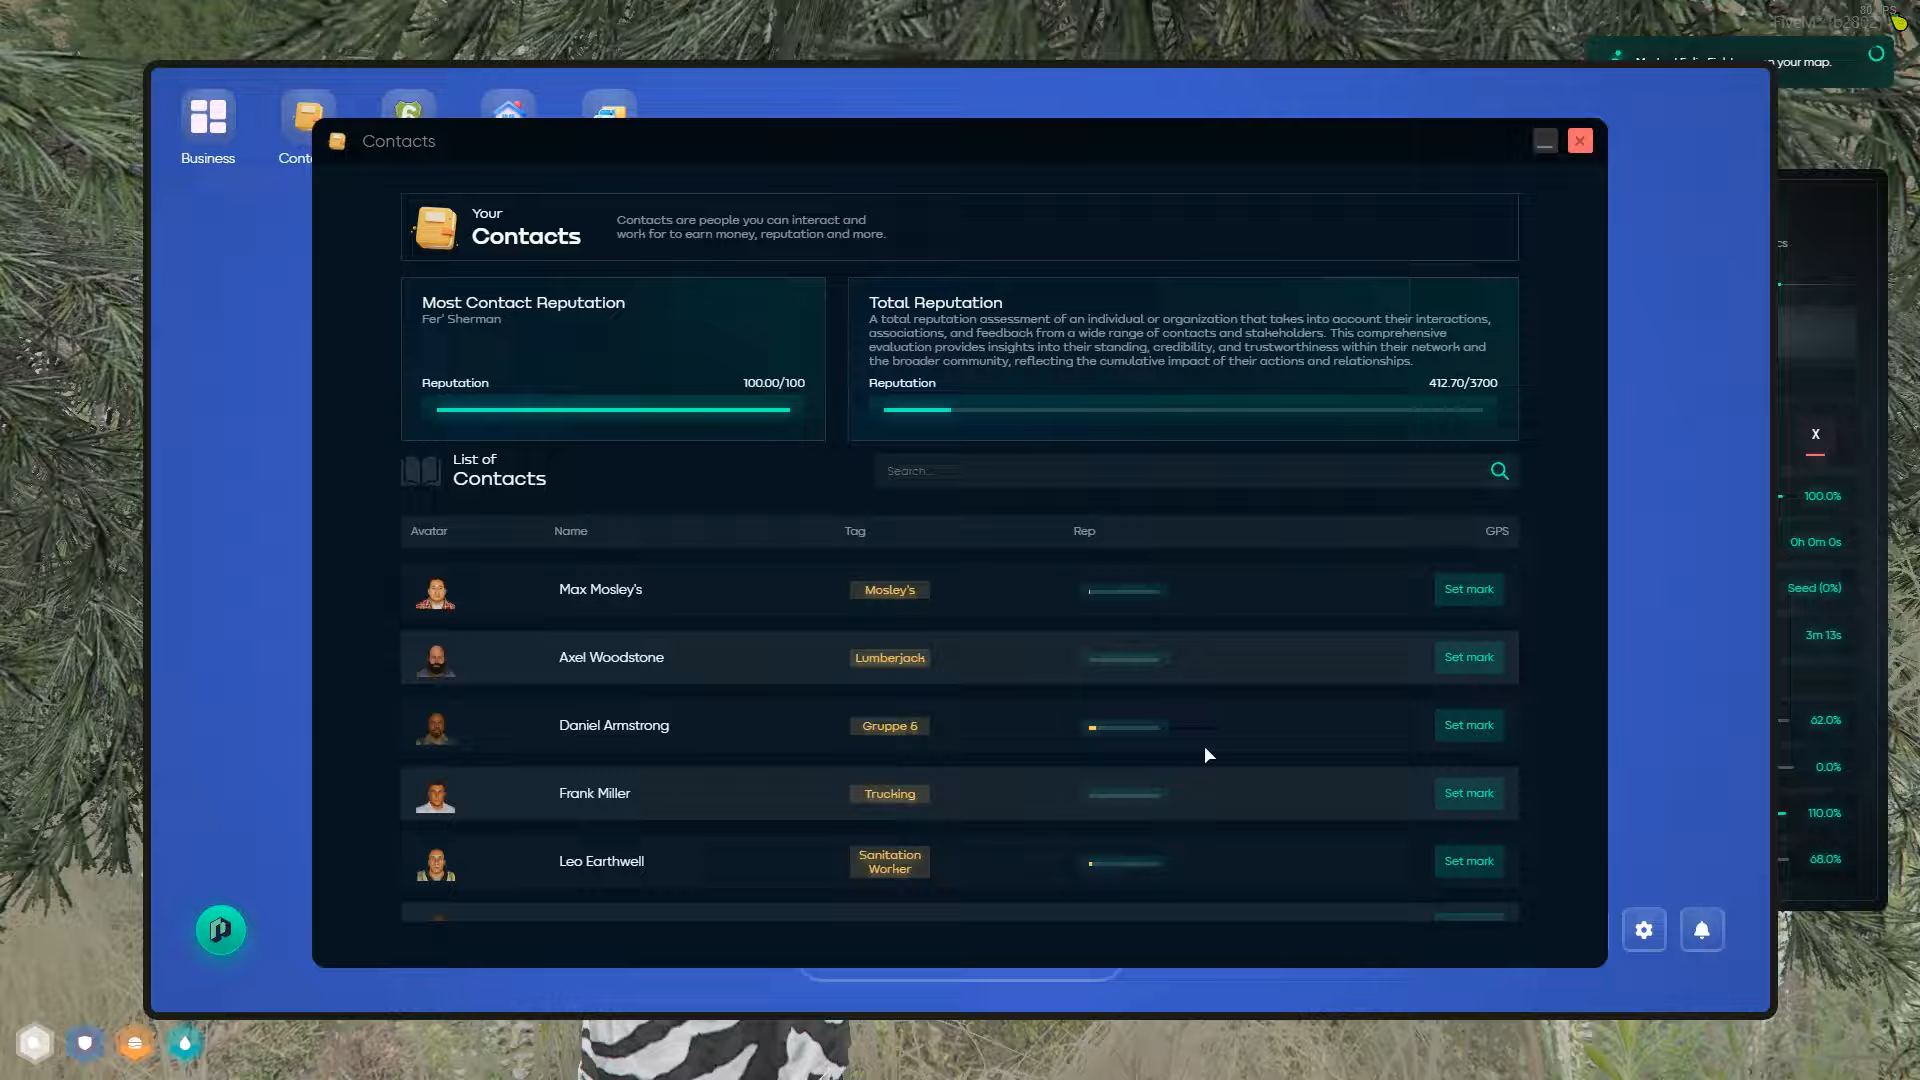 FiveM
on your map.
Business
Contacts
Your
Contacts
Contacts are people you can interact and
work for to earn money, reputation and more.
Most Contact Reputation
Fer' Sherman
Reputation
100.00/100
Total Reputation
A total reputation assessment of an individual or organization that takes into account their interactions,
associations, and feedback from a wide range of contacts and stakeholders. This comprehensive
evaluation provides insights into their standing, credibility, and trustworthiness within their network and
the broader community, reflecting the cumulative impact of their actions and relationships.
Reputation
412.70/3700
List of
Contacts
Search...
Avatar
Name
Tag
Rep
GPS
Max Mosley's
Mosley's
Set mark
Axel Woodstone
Lumberjack
Set mark
Daniel Armstrong
Gruppe 6
Set mark
Frank Miller
Trucking
Set mark
Leo Earthwell
Sanitation
Worker
Set mark
X
100.0%
0h 0m 0s
Seed (0%)
3m 13s
62.0%
0.0%
110.0%
68.0%